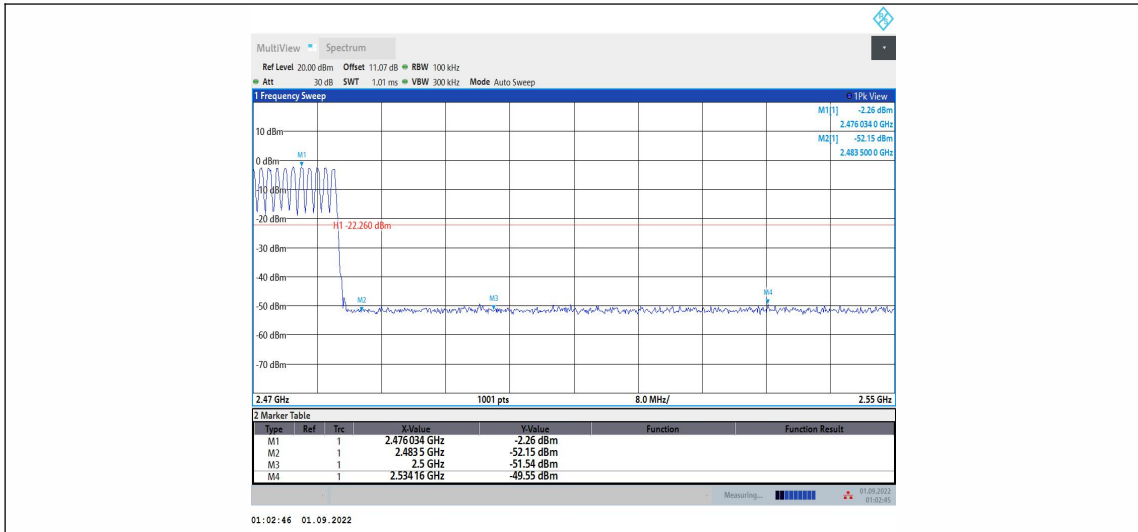 R S
MultiView Spectrum
Ref Level 20.00 dBm Offset 11.07 dB RBW 100 kHz
Att 30 dB SWT 1.01 ms VBW 300 kHz Mode Auto Sweep
1 Frequency Sweep 1Pk View
M1[1] -2.26 dBm
2.476 034 0 GHz
M2[1] -52.15 dBm
2.483 500 0 GHz
10 dBm
M1
0 dBm
-10 dBm
-20 dBm
H1 -22.260 dBm
-30 dBm
-40 dBm
M2 M3 M4
-50 dBm
-60 dBm
-70 dBm
2.47 GHz 1001 pts 8.0 MHz/ 2.55 GHz
2 Marker Table
Type Ref Trc X-Value Y-Value Function Function Result
M1 1 2.476 034 GHz -2.26 dBm
M2 1 2.483 5 GHz -52.15 dBm
M3 1 2.5 GHz -51.54 dBm
M4 1 2.534 16 GHz -49.55 dBm
Measuring... 01.09.2022
01:02:45
01:02:46 01.09.2022